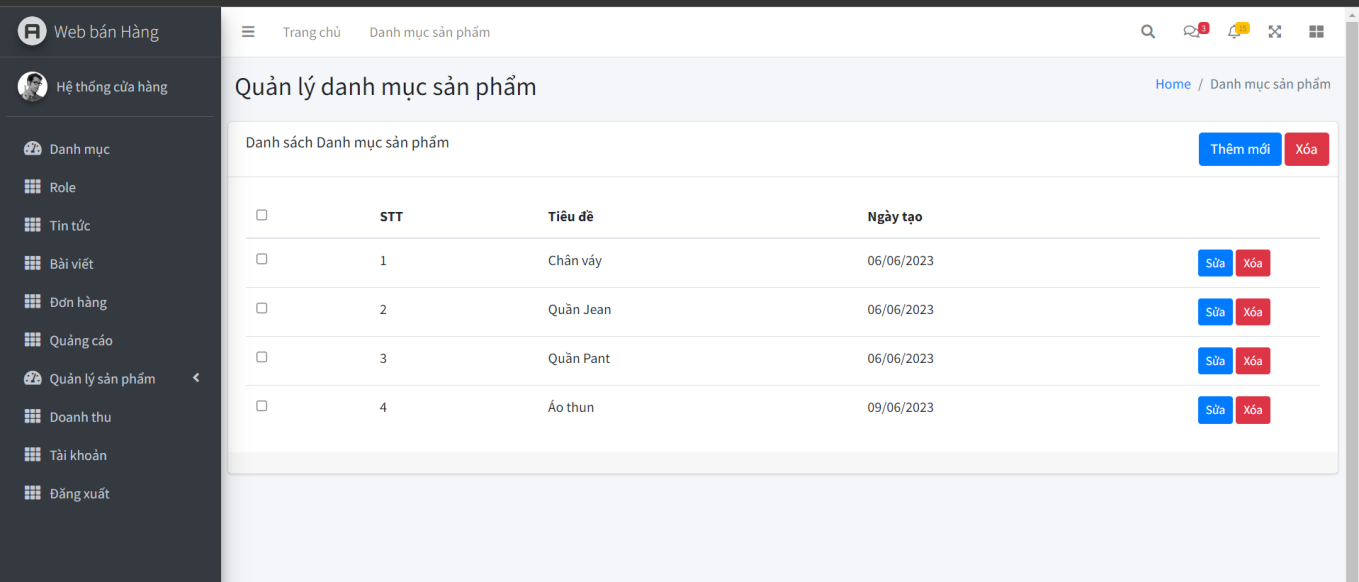 Web bán Hàng
Trang chủ
Danh mục sản phẩm
3
15
Hệ thống cửa hàng
Danh mục
Role
Tin tức
Bài viết
Đơn hàng
Quảng cáo
Quản lý sản phẩm
Doanh thu
Tài khoản
Đăng xuất
Quản lý danh mục sản phẩm
Home / Danh mục sản phẩm
Danh sách Danh mục sản phẩm
Thêm mới Xóa
STT Tiêu đề Ngày tạo
1 Chân váy 06/06/2023 Sửa Xóa
2 Quần Jean 06/06/2023 Sửa Xóa
3 Quần Pant 06/06/2023 Sửa Xóa
4 Áo thun 09/06/2023 Sửa Xóa